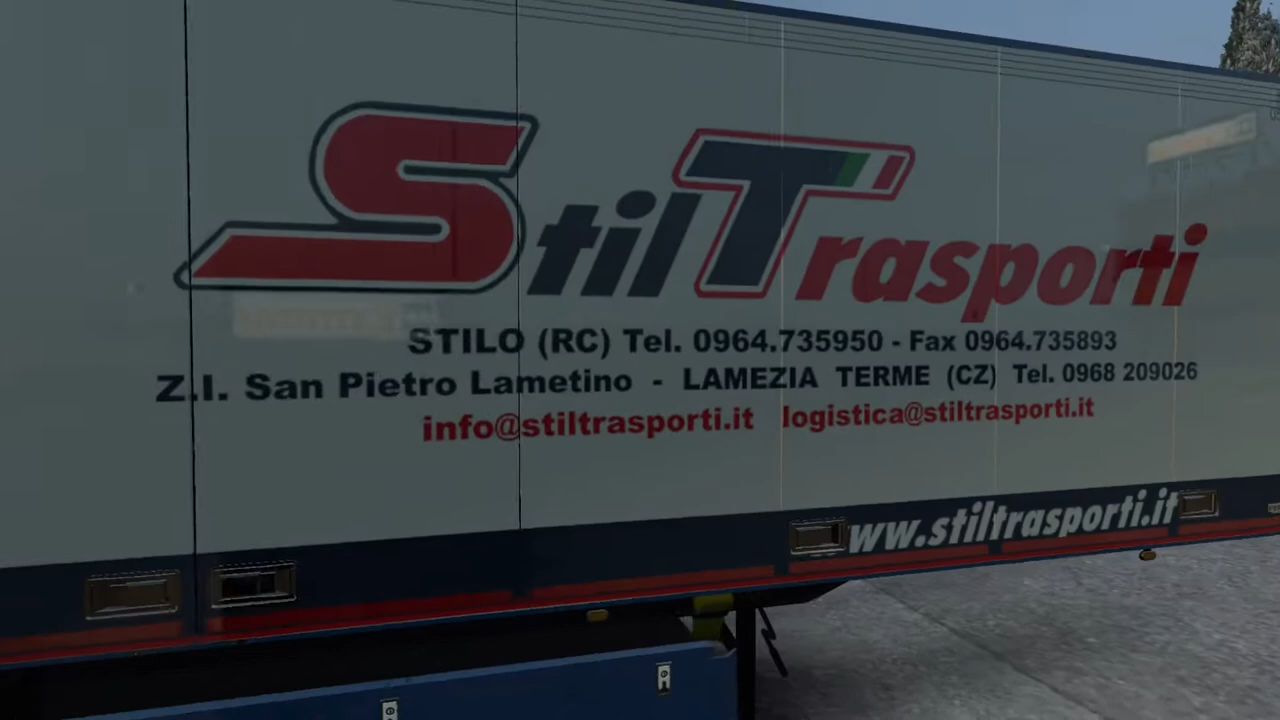 StilTrasporti
STILO (RC) Tel. 0964.735950 - Fax 0964.735893
Z.I. San Pietro Lametino - LAMEZIA TERME (CZ) Tel. 0968 209026
info@stiltrasporti.it logistica@stiltrasporti.it
www.stiltrasporti.it